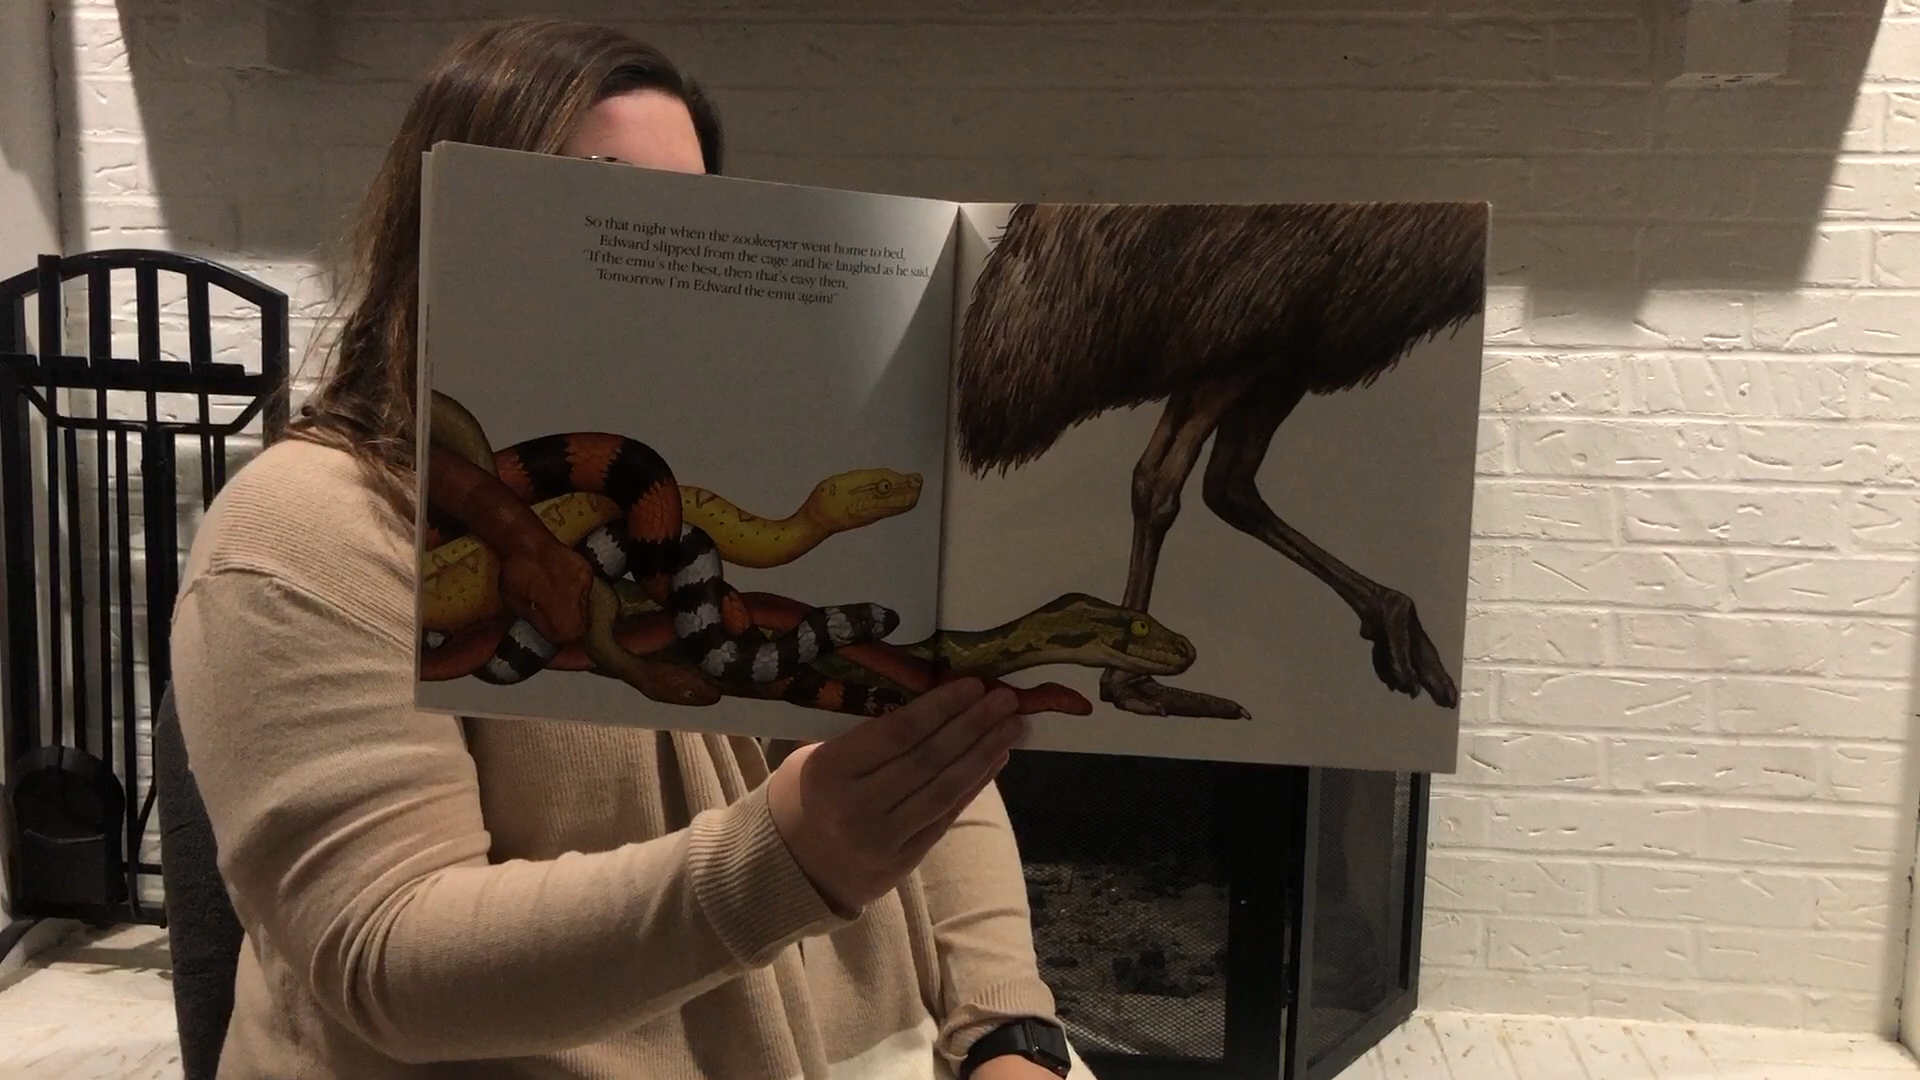 So that night when the zookeeper went home to bed,
Edward slipped from the cage and he laughed as he said,
"If the emu's the best, then that's easy then,
Tomorrow I'm Edward the emu again!"